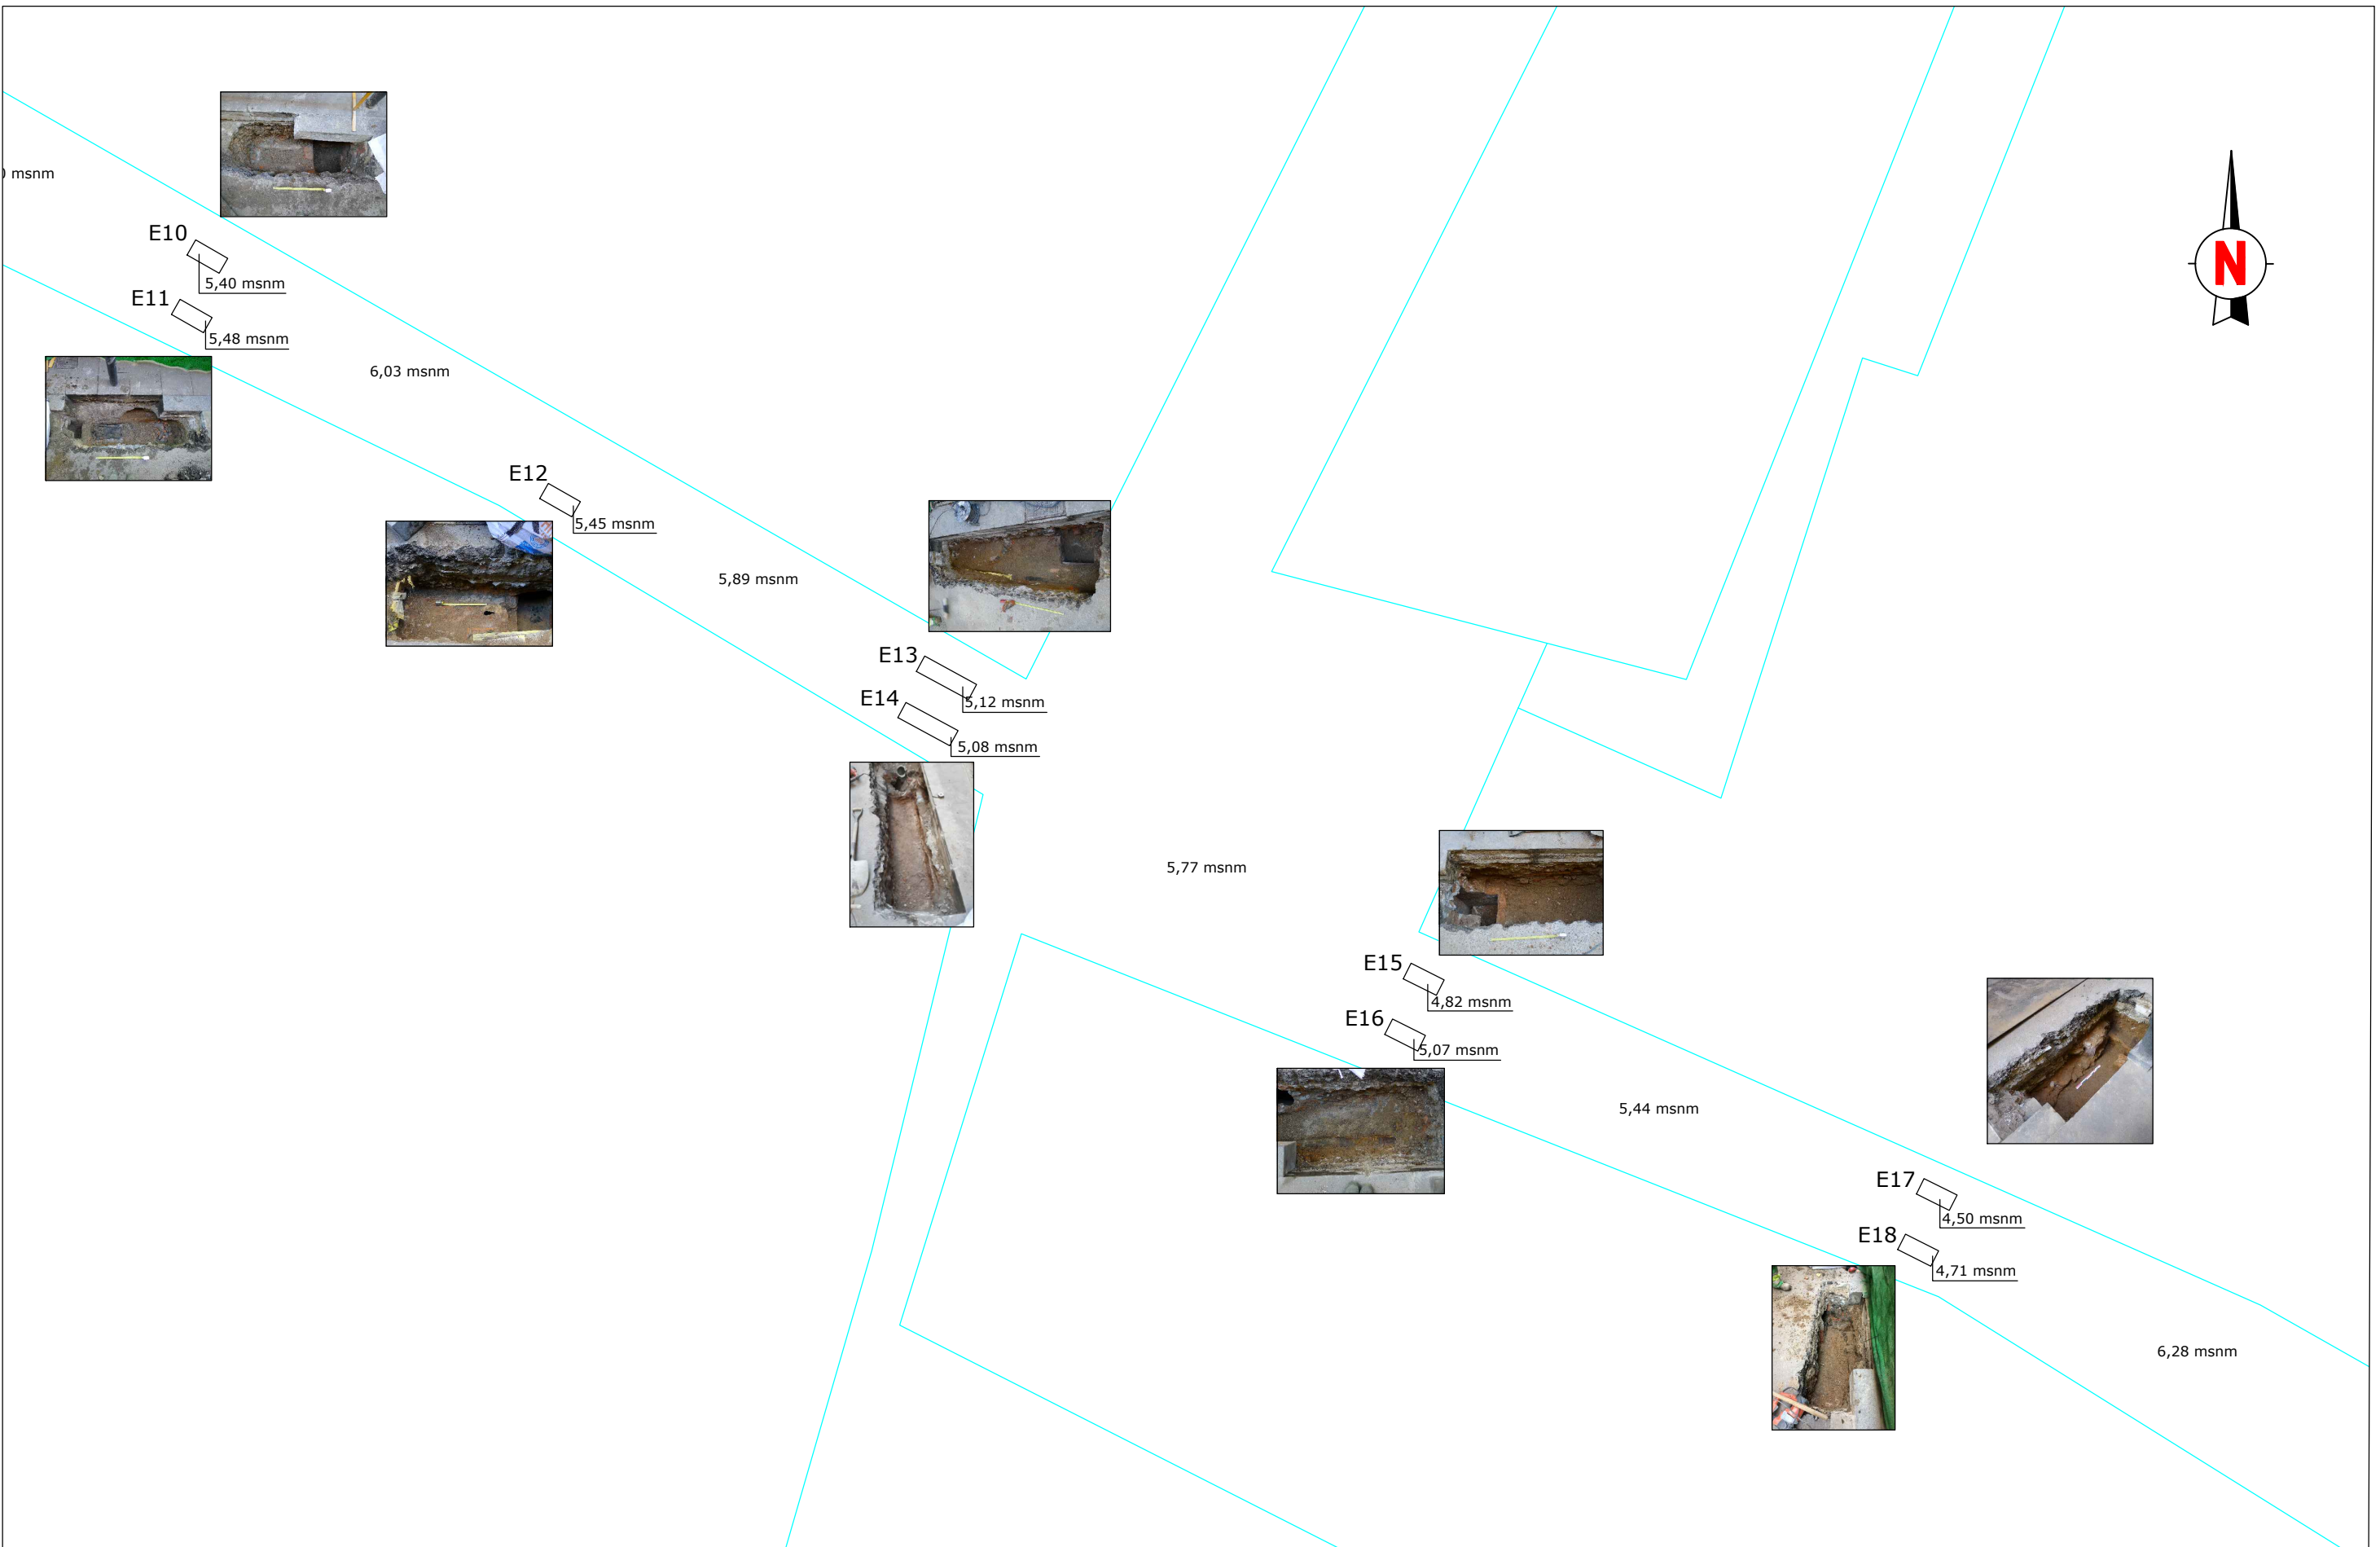 ) msnm
N
E10
5,40 msnm
E11
5,48 msnm
6,03 msnm
E12
5,45 msnm
5,89 msnm
E13
5,12 msnm
E14
5,08 msnm
5,77 msnm
E15
4,82 msnm
E16
5,07 msnm
5,44 msnm
E17
4,50 msnm
E18
4,71 msnm
6,28 msnm